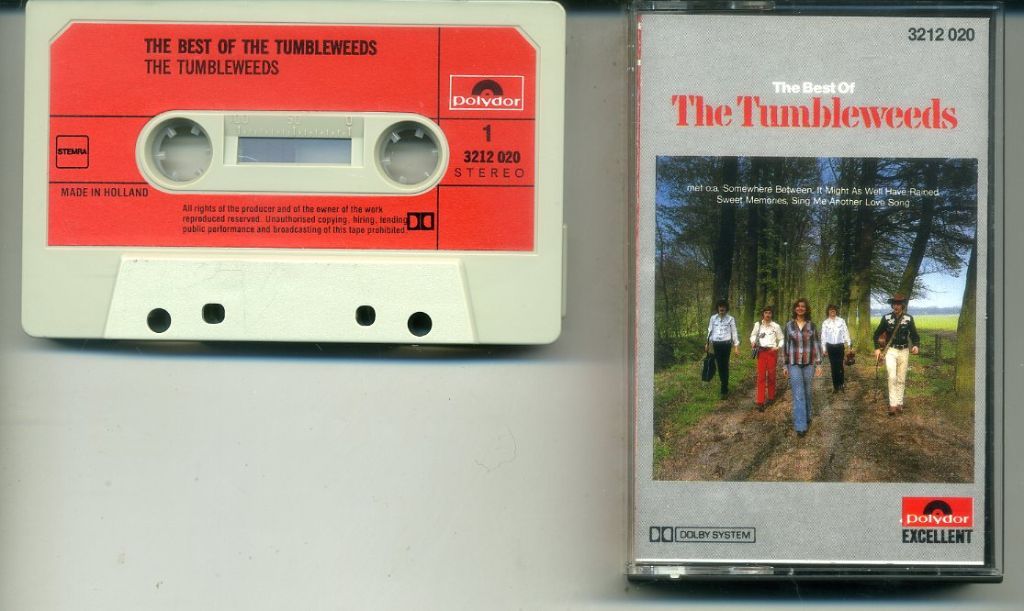 THE BEST OF THE TUMBLEWEEDS
THE TUMBLEWEEDS
polydor
1
3212 020
STEREO
STEMRA
MADE IN HOLLAND
100 50 0
All rights of the producer and of the owner of the work
reproduced reserved. Unauthorised copying, hiring, lending
public performance and broadcasting of this tape prohibited
3212 020
The Best Of
The Tumbleweeds
met o.a. Somewhere Between, It Might As Well Have Rained,
Sweet Memories, Sing Me Another Love Song
DOLBY SYSTEM
polydor
EXCELLENT